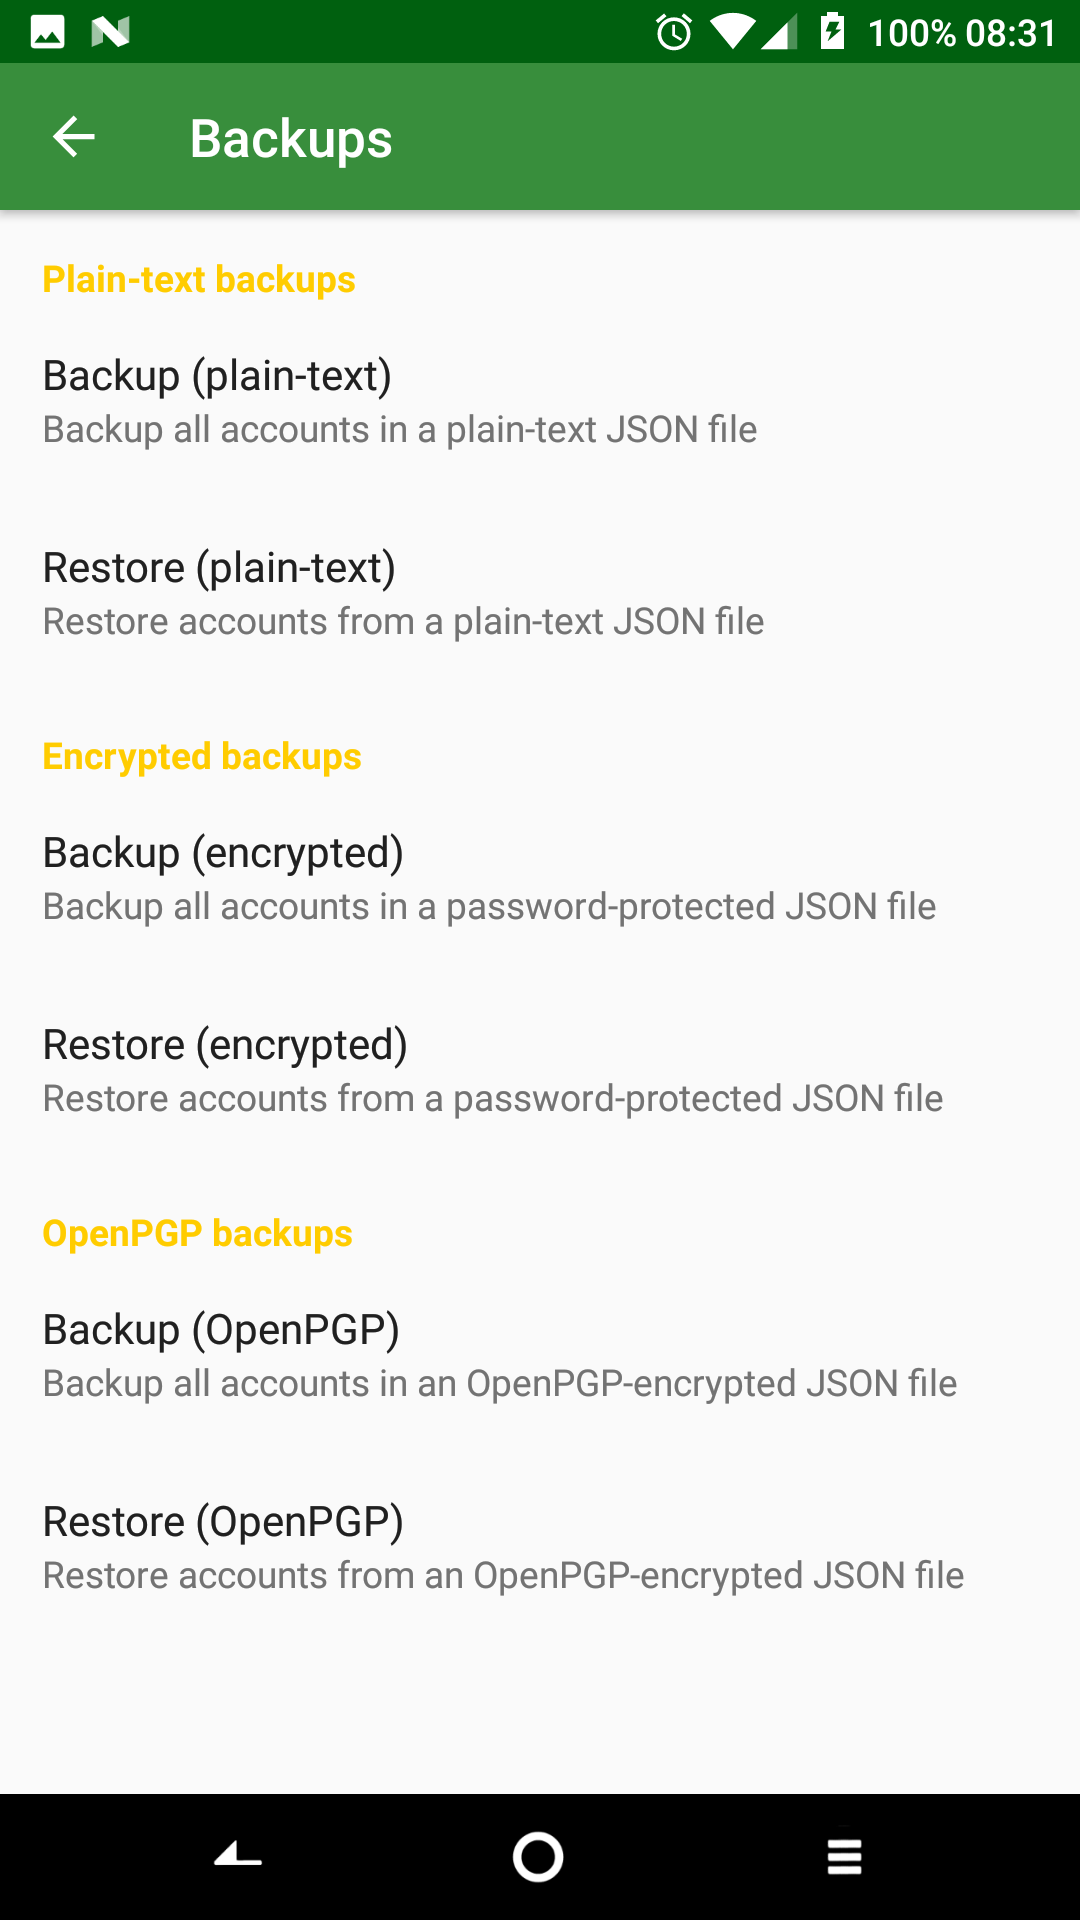 100% 08:31
Backups
Plain-text backups
Backup (plain-text)
Backup all accounts in a plain-text JSON file
Restore (plain-text)
Restore accounts from a plain-text JSON file
Encrypted backups
Backup (encrypted)
Backup all accounts in a password-protected JSON file
Restore (encrypted)
Restore accounts from a password-protected JSON file
OpenPGP backups
Backup (OpenPGP)
Backup all accounts in an OpenPGP-encrypted JSON file
Restore (OpenPGP)
Restore accounts from an OpenPGP-encrypted JSON file